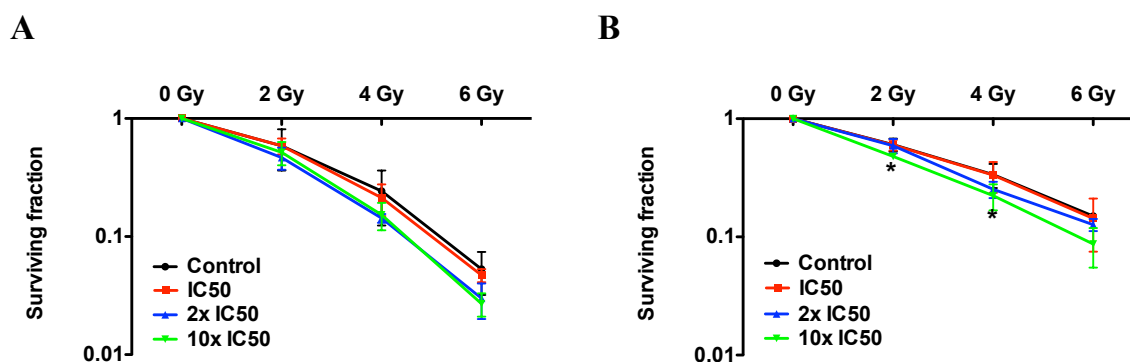 A
0 Gy 2 Gy 4 Gy 6 Gy
1
0.1
0.01
Surviving fraction
Control
IC50
2x IC50
10x IC50
B
0 Gy 2 Gy 4 Gy 6 Gy
1
0.1
0.01
Surviving fraction
*
*
Control
IC50
2x IC50
10x IC50